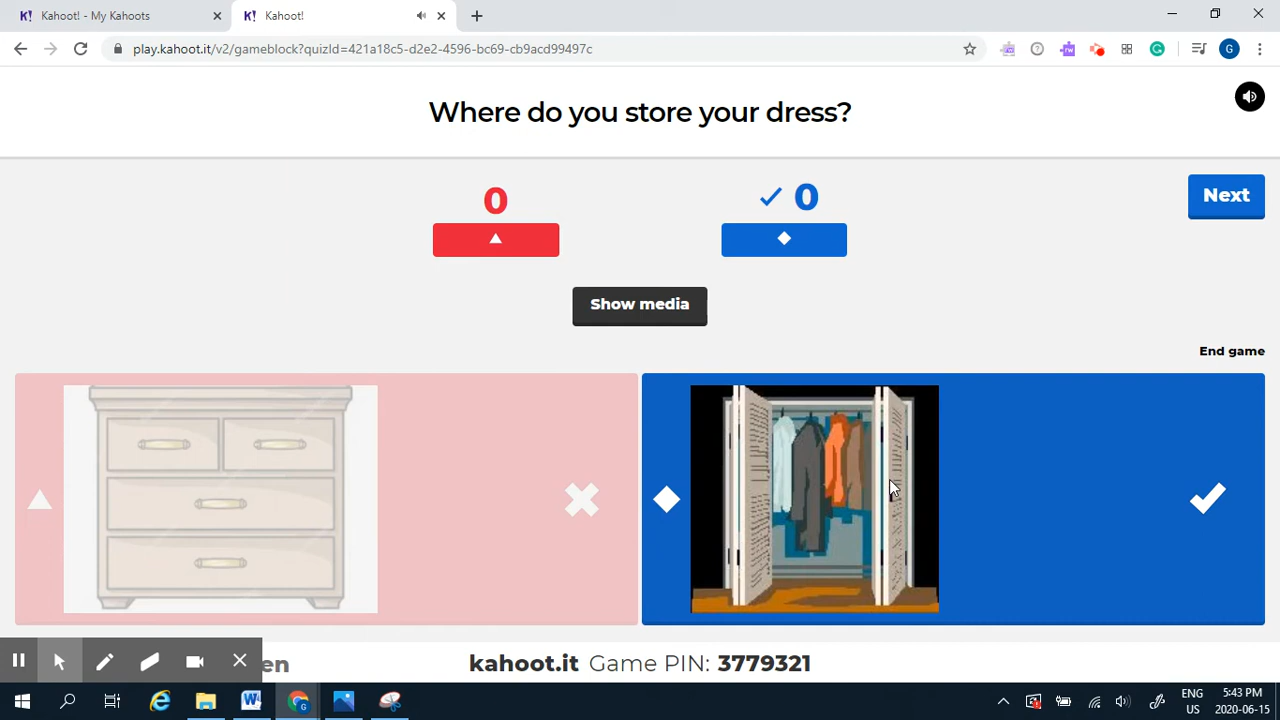 Kahoot! - My Kahoots
Kahoot!
play.kahoot.it/v2/gameblock?quizId=421a18c5-d2e2-4596-bc69-cb9acd99497c
Where do you store your dress?
0
0
Next
Show media
End game
en
kahoot.it Game PIN: 3779321
ENG
US
5:43 PM
2020-06-15